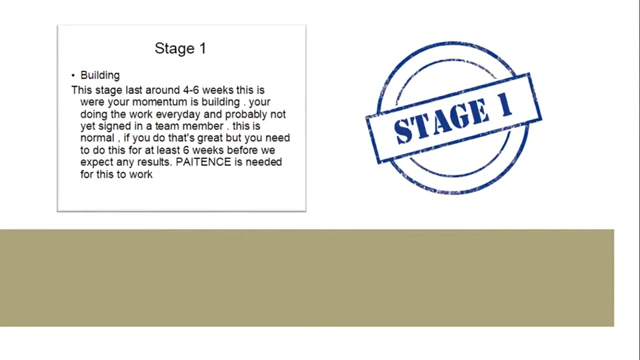 Stage 1
• Building
This stage last around 4-6 weeks this is
were your momentum is building . your
doing the work everyday and probably not
yet signed in a team member . this is
normal , if you do that's great but you need
to do this for at least 6 weeks before we
expect any results. PAITENCE is needed
for this to work
STAGE 1